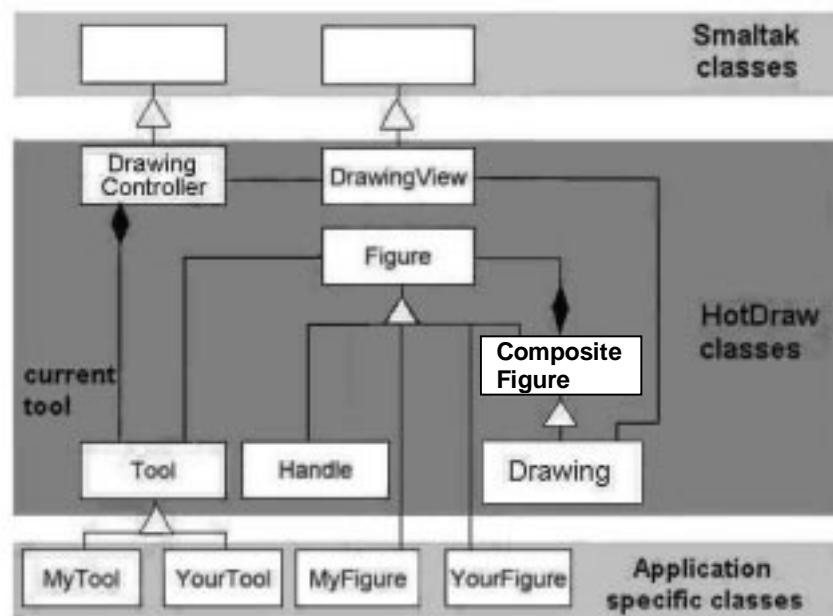 Smaltak
classes
Drawing
Controller
DrawingView
Figure
HotDraw
classes
Composite
Figure
current
tool
Tool
Handle
Drawing
MyTool
YourTool
MyFigure
YourFigure
Application
specific classes